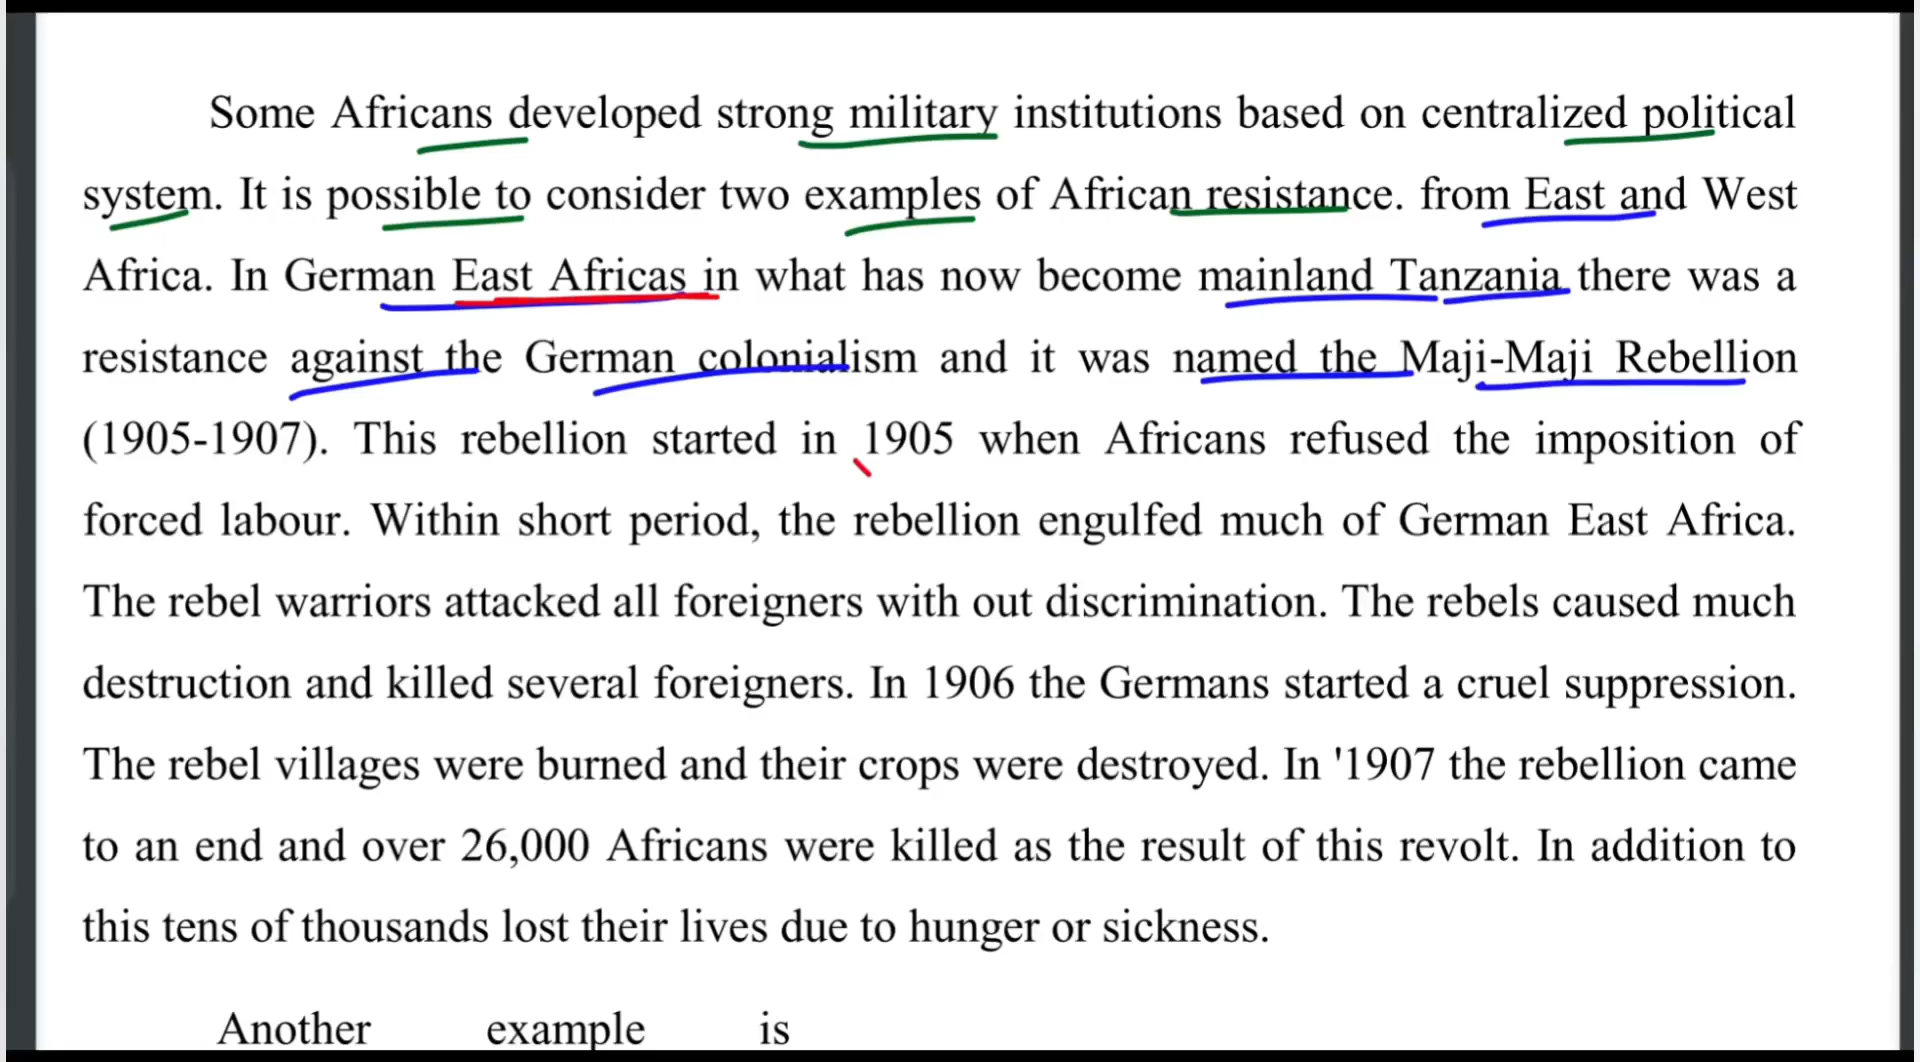 Some Africans developed strong military institutions based on centralized political
system. It is possible to consider two examples of African resistance. from East and West
Africa. In German East Africas in what has now become mainland Tanzania there was a
resistance against the German colonialism and it was named the Maji-Maji Rebellion
(1905-1907). This rebellion started in 1905 when Africans refused the imposition of
forced labour. Within short period, the rebellion engulfed much of German East Africa.
The rebel warriors attacked all foreigners with out discrimination. The rebels caused much
destruction and killed several foreigners. In 1906 the Germans started a cruel suppression.
The rebel villages were burned and their crops were destroyed. In '1907 the rebellion came
to an end and over 26,000 Africans were killed as the result of this revolt. In addition to
this tens of thousands lost their lives due to hunger or sickness.
Another example is